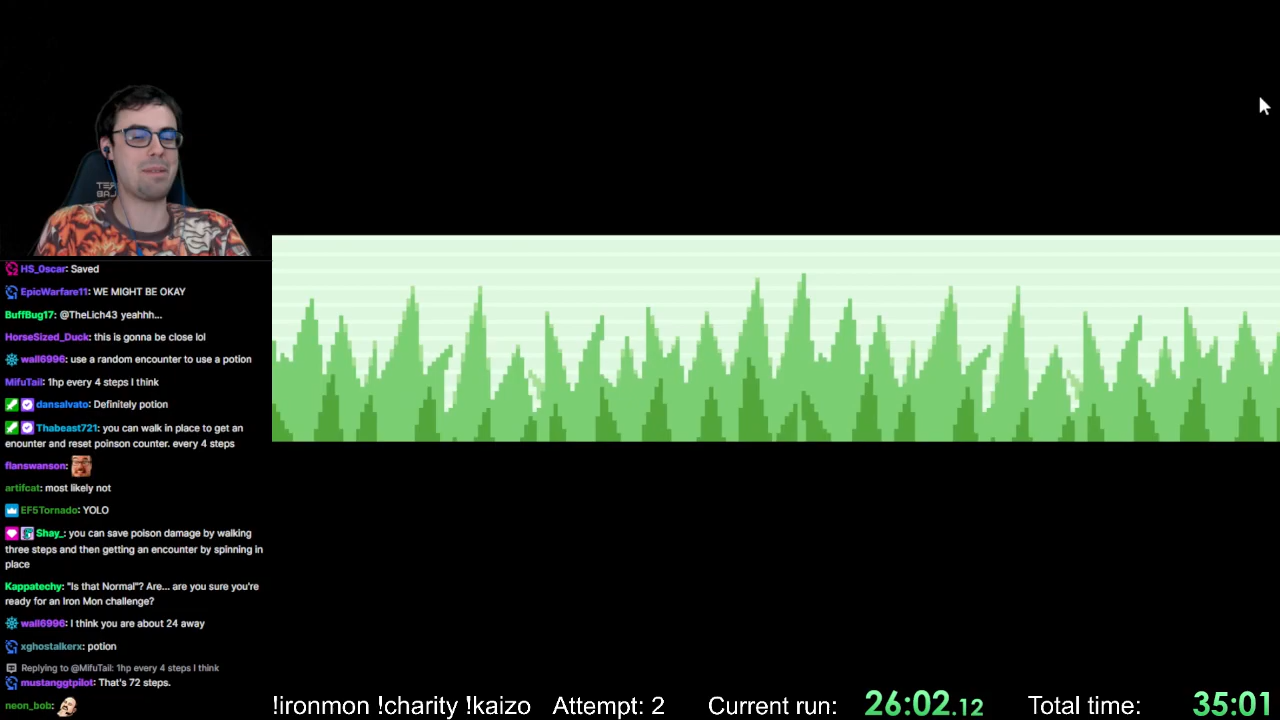 HS_0scar: Saved
EpicWarfare11: WE MIGHT BE OKAY
BuffBug17: @TheLich43 yeahhh...
HorseSized_Duck: this is gonna be close lol
wall6996: use a random encounter to use a potion
MifuTail: 1hp every 4 steps I think
dansalvato: Definitely potion
Thabeast721: you can walk in place to get an
enounter and reset poinson counter. every 4 steps
flanswanson:
artifcat: most likely not
EF5Tornado: YOLO
Shay_: you can save poison damage by walking
three steps and then getting an encounter by spinning in
place
Kappatechy: "Is that Normal"? Are... are you sure you're
ready for an Iron Mon challenge?
wall6996: I think you are about 24 away
xghostalkerx: potion
Replying to @MifuTail: 1hp every 4 steps I think
mustanggtpilot: That's 72 steps.
neon_bob:
!ironmon !charity !kaizo Attempt: 2 Current run: 26:02.12 Total time: 35:01